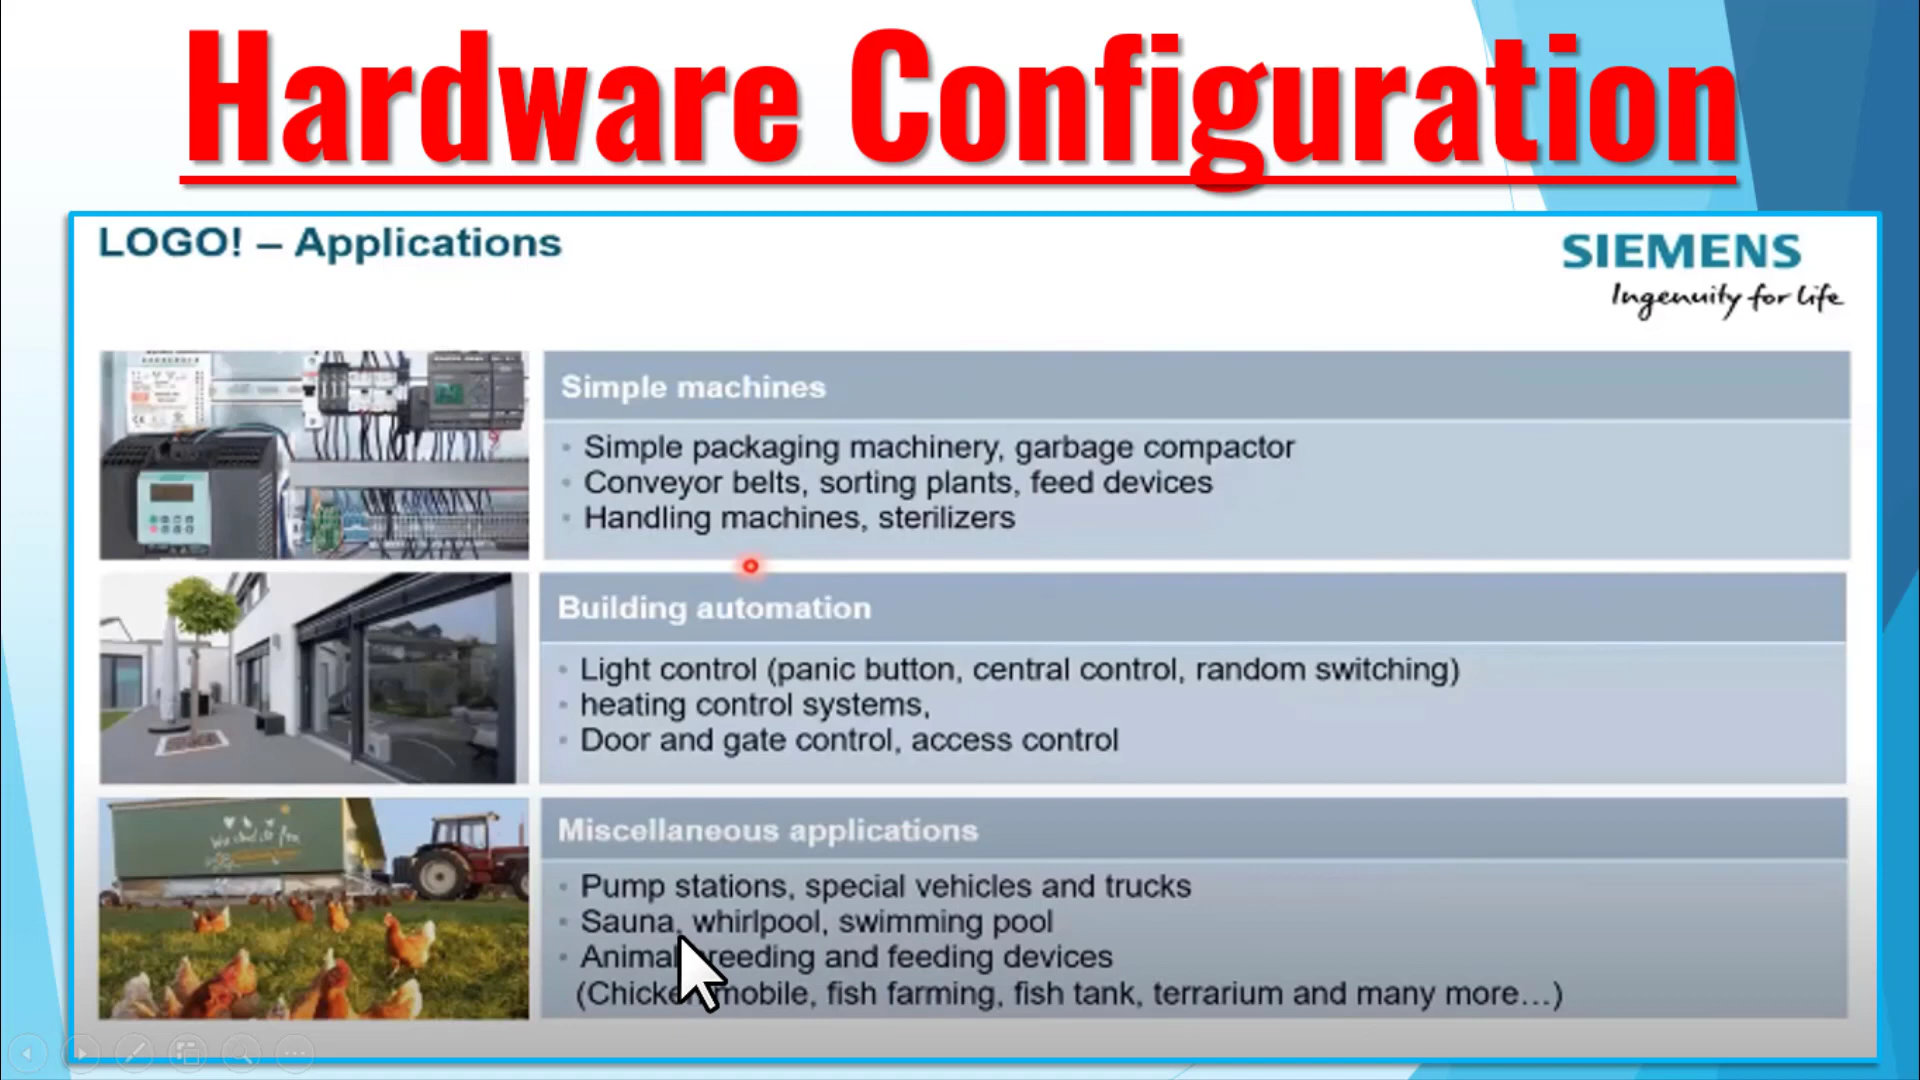 Hardware Configuration
LOGO! – Applications
SIEMENS
Ingenuity for life
Simple machines
Simple packaging machinery, garbage compactor
Conveyor belts, sorting plants, feed devices
Handling machines, sterilizers
Building automation
Light control (panic button, central control, random switching)
heating control systems,
Door and gate control, access control
Miscellaneous applications
Pump stations, special vehicles and trucks
Sauna, whirlpool, swimming pool
Animal breeding and feeding devices
mobile, fish farming, fish tank, terrarium and many more…)